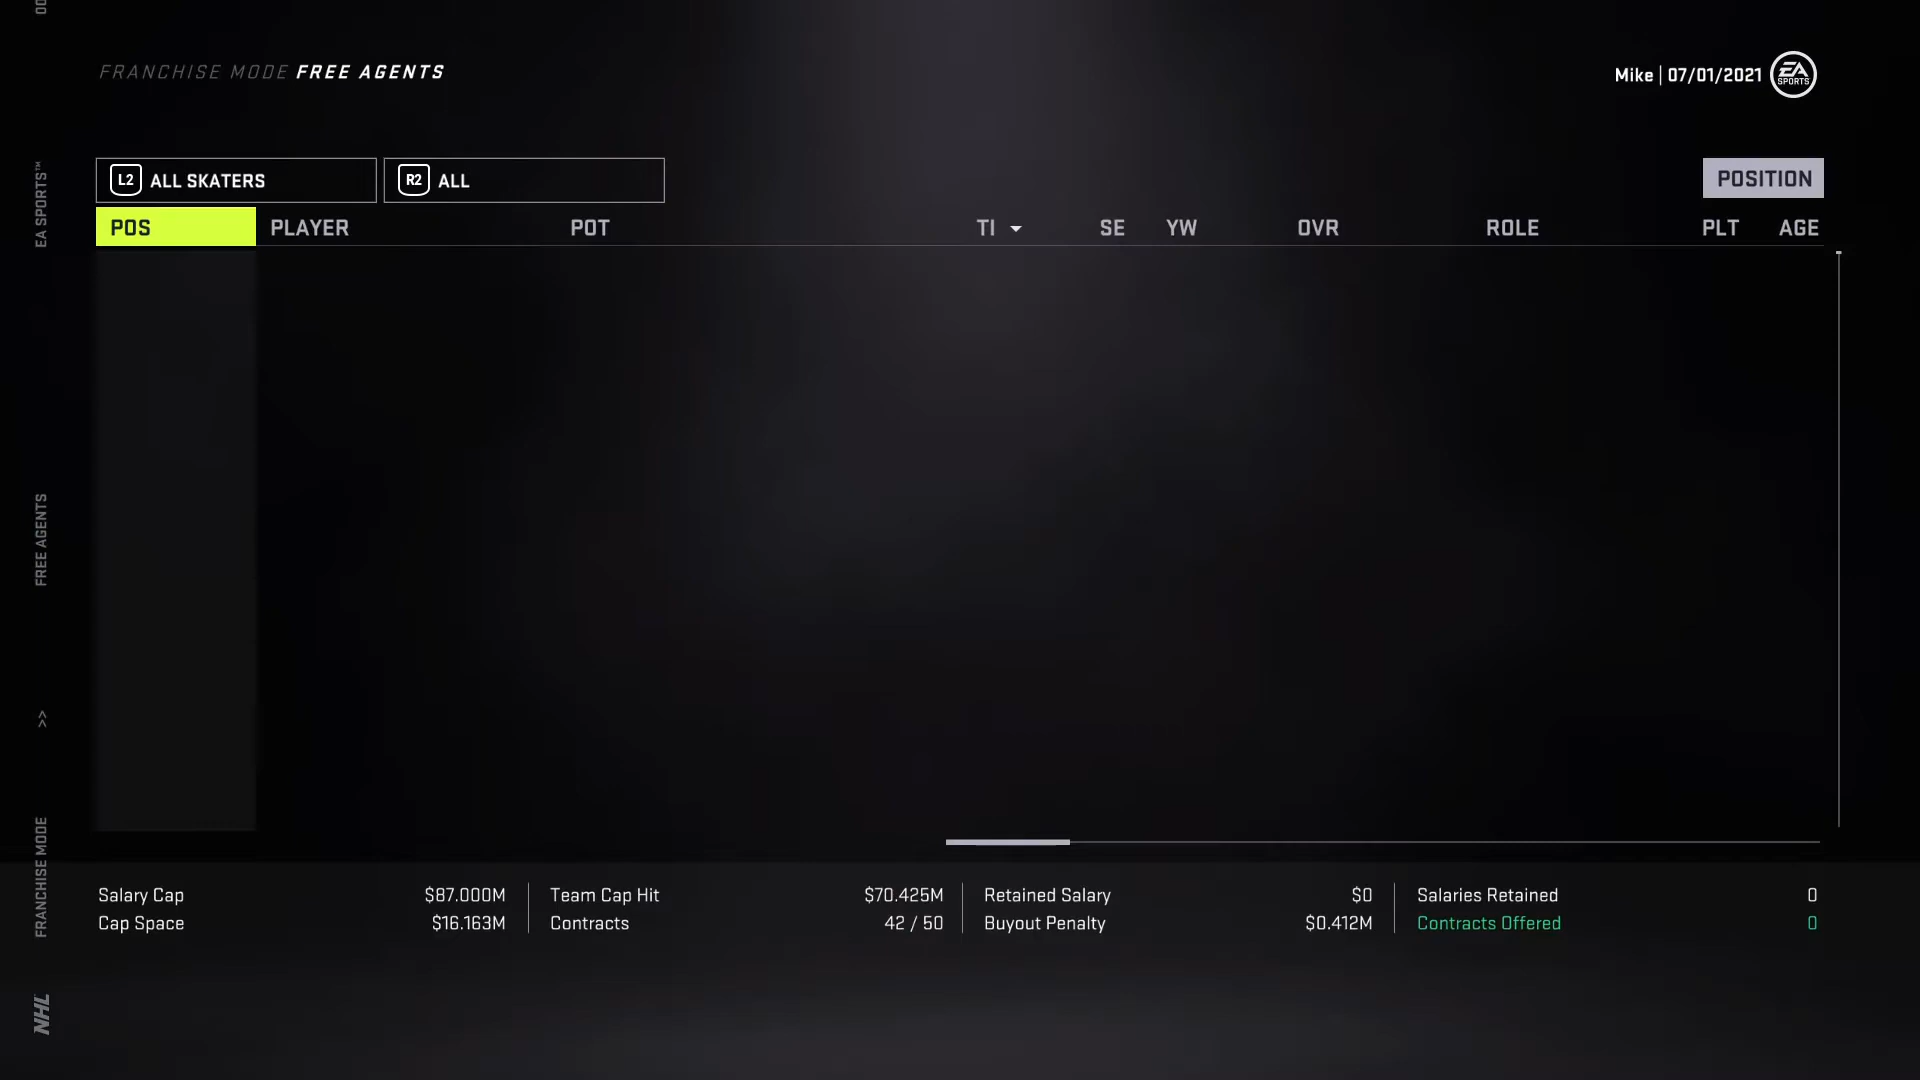 FRANCHISE MODE FREE AGENTS
Mike | 07/01/2021
EA SPORTS
L2 ALL SKATERS
R2 ALL
POSITION
POS PLAYER POT TI SE YW OVR ROLE PLT AGE
Salary Cap $87.000M
Cap Space $16.163M
Team Cap Hit $70.425M
Contracts 42 / 50
Retained Salary $0
Buyout Penalty $0.412M
Salaries Retained 0
Contracts Offered 0
NHL
FRANCHISE MODE
>>
FREE AGENTS
EA SPORTS™